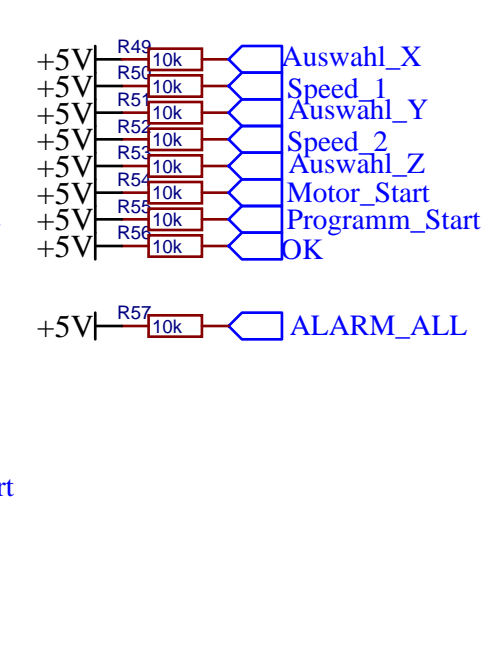 +5V R49 10k Auswahl_X
+5V R50 10k Speed_1
+5V R51 10k Auswahl_Y
+5V R52 10k Speed_2
+5V R53 10k Auswahl_Z
+5V R54 10k Motor_Start
+5V R55 10k Programm_Start
+5V R56 10k OK
+5V R57 10k ALARM_ALL
rt